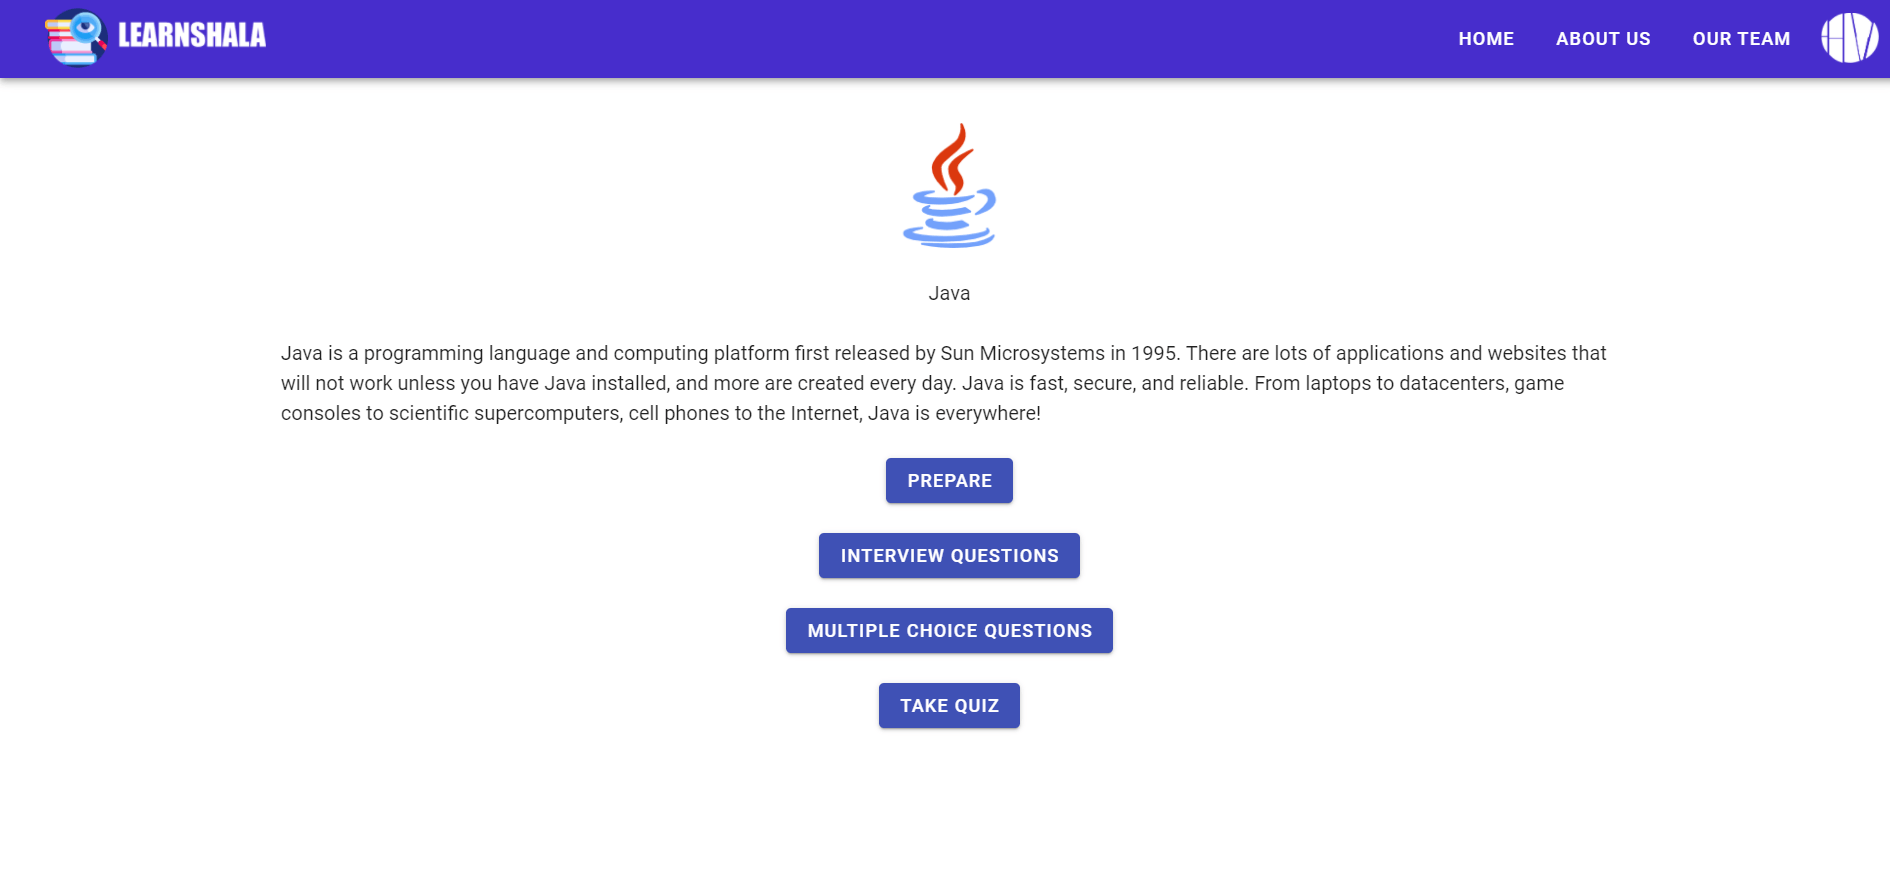 LEARNSHALA
HOME ABOUT US OUR TEAM HV
Java
Java is a programming language and computing platform first released by Sun Microsystems in 1995. There are lots of applications and websites that
will not work unless you have Java installed, and more are created every day. Java is fast, secure, and reliable. From laptops to datacenters, game
consoles to scientific supercomputers, cell phones to the Internet, Java is everywhere!
PREPARE
INTERVIEW QUESTIONS
MULTIPLE CHOICE QUESTIONS
TAKE QUIZ